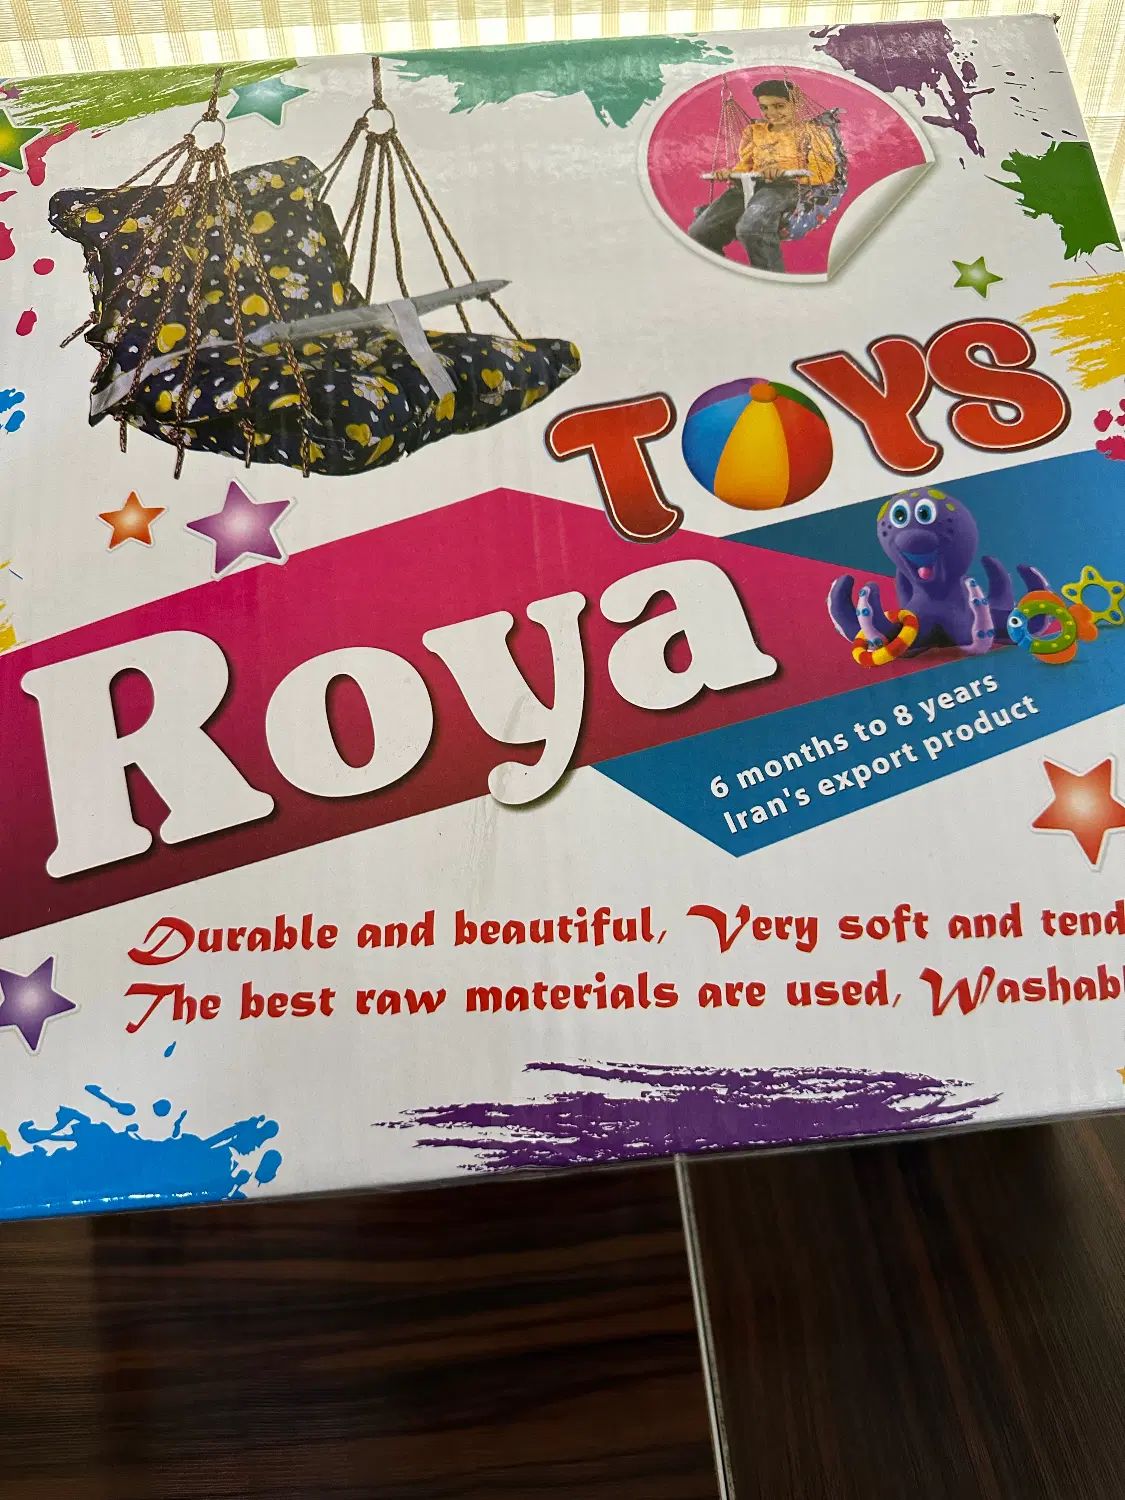 TOYS
Roya
6 months to 8 years
Iran's export product
Durable and beautiful, Very soft and tend
The best raw materials are used, Washabl